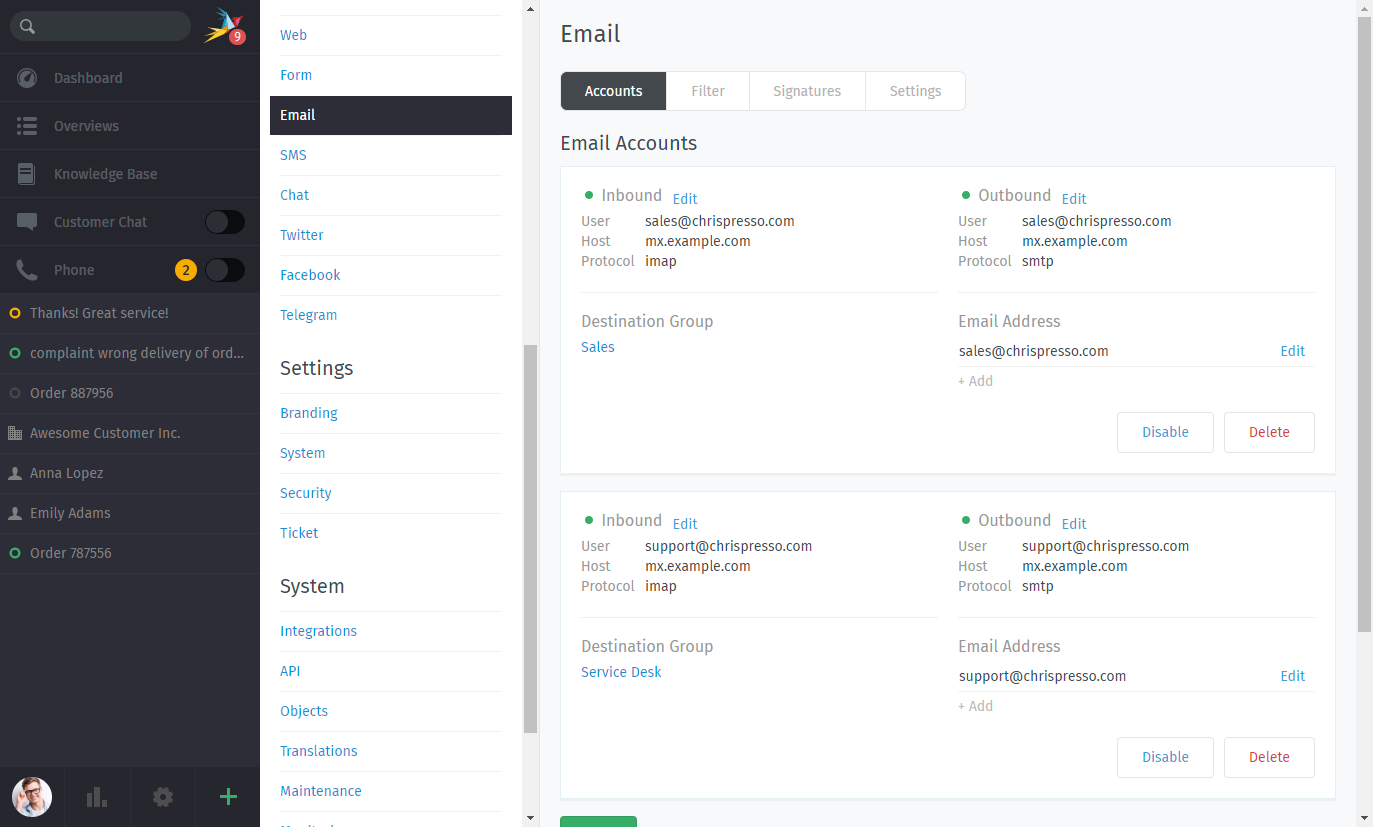 9
Dashboard
Overviews
Knowledge Base
Customer Chat
Phone 2
Thanks! Great service!
complaint wrong delivery of ord...
Order 887956
Awesome Customer Inc.
Anna Lopez
Emily Adams
Order 787556
Web
Form
Email
SMS
Chat
Twitter
Facebook
Telegram
Settings
Branding
System
Security
Ticket
System
Integrations
API
Objects
Translations
Maintenance
Email
Accounts Filter Signatures Settings
Email Accounts
Inbound Edit
User sales@chrispresso.com
Host mx.example.com
Protocol imap
Outbound Edit
User sales@chrispresso.com
Host mx.example.com
Protocol smtp
Destination Group
Sales
Email Address
sales@chrispresso.com Edit
+ Add
Disable Delete
Inbound Edit
User support@chrispresso.com
Host mx.example.com
Protocol imap
Outbound Edit
User support@chrispresso.com
Host mx.example.com
Protocol smtp
Destination Group
Service Desk
Email Address
support@chrispresso.com Edit
+ Add
Disable Delete